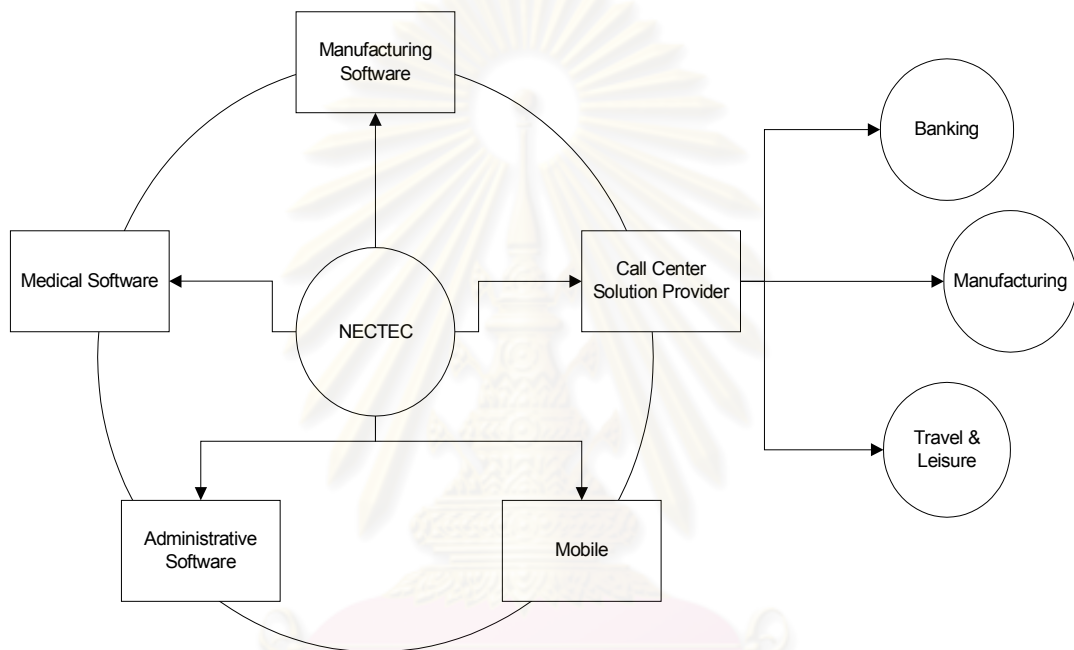 Manufacturing
Software
Banking
Medical Software
Call Center
Solution Provider
Manufacturing
NECTEC
Travel &
Leisure
Administrative
Software
Mobile